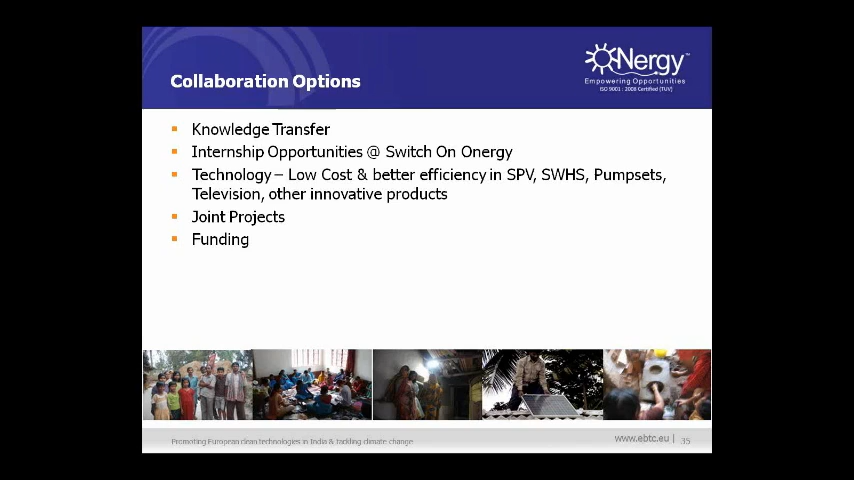 Collaboration Options
ONergy™
Empowering Opportunities
ISO 9001 : 2008 Certified (TUV)
Knowledge Transfer
Internship Opportunities @ Switch On Onergy
Technology – Low Cost & better efficiency in SPV, SWHS, Pumpsets,
Television, other innovative products
Joint Projects
Funding
Promoting European clean technologies in India & tackling climate change
www.ebtc.eu | 35